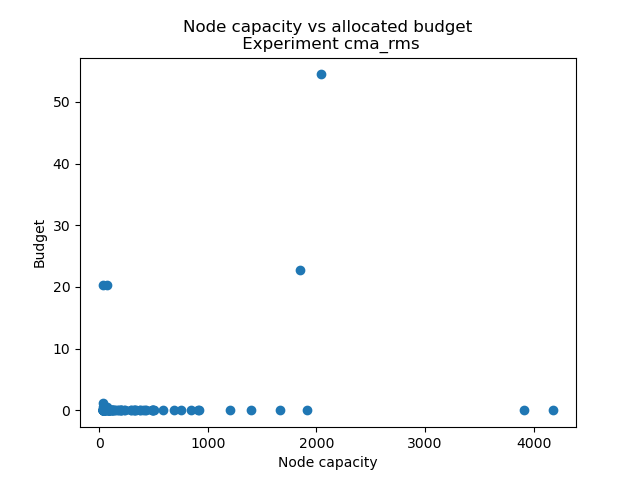 Node capacity vs allocated budget
Experiment cma_rms
50
40
30
20
10
0
Budget
0 1000 2000 3000 4000
Node capacity